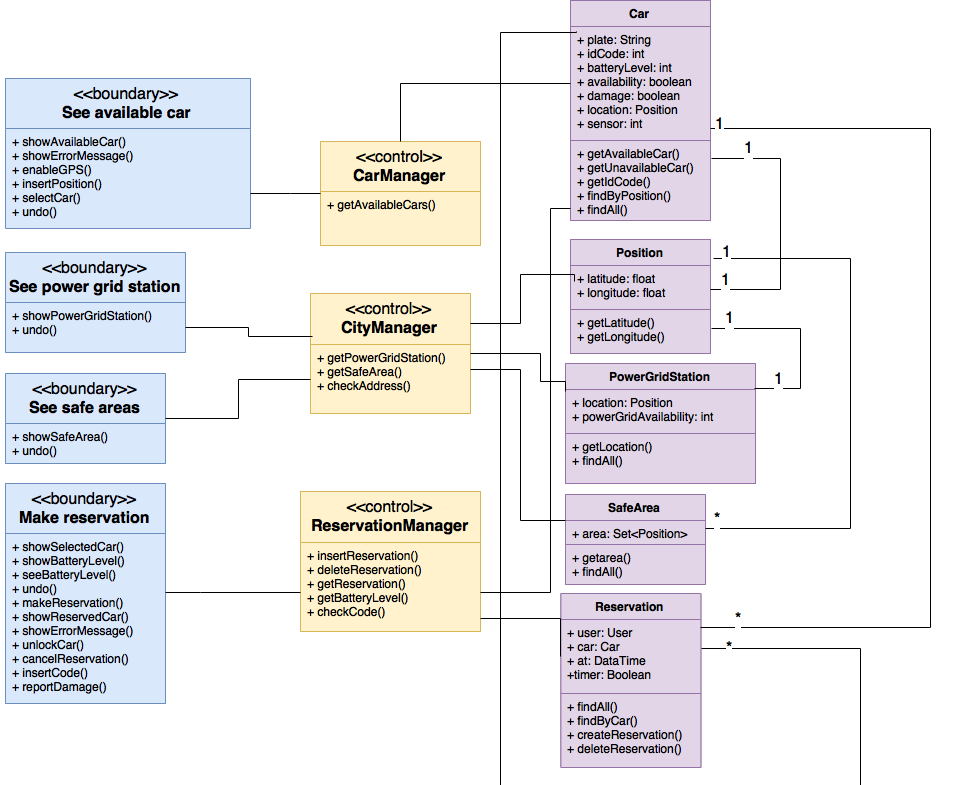 <<boundary>>
See available car
+ showAvailableCar()
+ showErrorMessage()
+ enableGPS()
+ insertPosition()
+ selectCar()
+ undo()
<<boundary>>
See power grid station
+ showPowerGridStation()
+ undo()
<<boundary>>
See safe areas
+ showSafeArea()
+ undo()
<<boundary>>
Make reservation
+ showSelectedCar()
+ showBatteryLevel()
+ seeBatteryLevel()
+ undo()
+ makeReservation()
+ showReservedCar()
+ showErrorMessage()
+ unlockCar()
+ cancelReservation()
+ insertCode()
+ reportDamage()
<<control>>
CarManager
+ getAvailableCars()
<<control>>
CityManager
+ getPowerGridStation()
+ getSafeArea()
+ checkAddress()
<<control>>
ReservationManager
+ insertReservation()
+ deleteReservation()
+ getReservation()
+ getBatteryLevel()
+ checkCode()
Car
+ plate: String
+ idCode: int
+ batteryLevel: int
+ availability: boolean
+ damage: boolean
+ location: Position
+ sensor: int
+ getAvailableCar()
+ getUnavailableCar()
+ getIdCode()
+ findByPosition()
+ findAll()
Position
+ latitude: float
+ longitude: float
+ getLatitude()
+ getLongitude()
PowerGridStation
+ location: Position
+ powerGridAvailability: int
+ getLocation()
+ findAll()
SafeArea
+ area: Set<Position>
+ getarea()
+ findAll()
Reservation
+ user: User
+ car: Car
+ at: DataTime
+timer: Boolean
+ findAll()
+ findByCar()
+ createReservation()
+ deleteReservation()
1
1
1
1
1
1
*
*
*